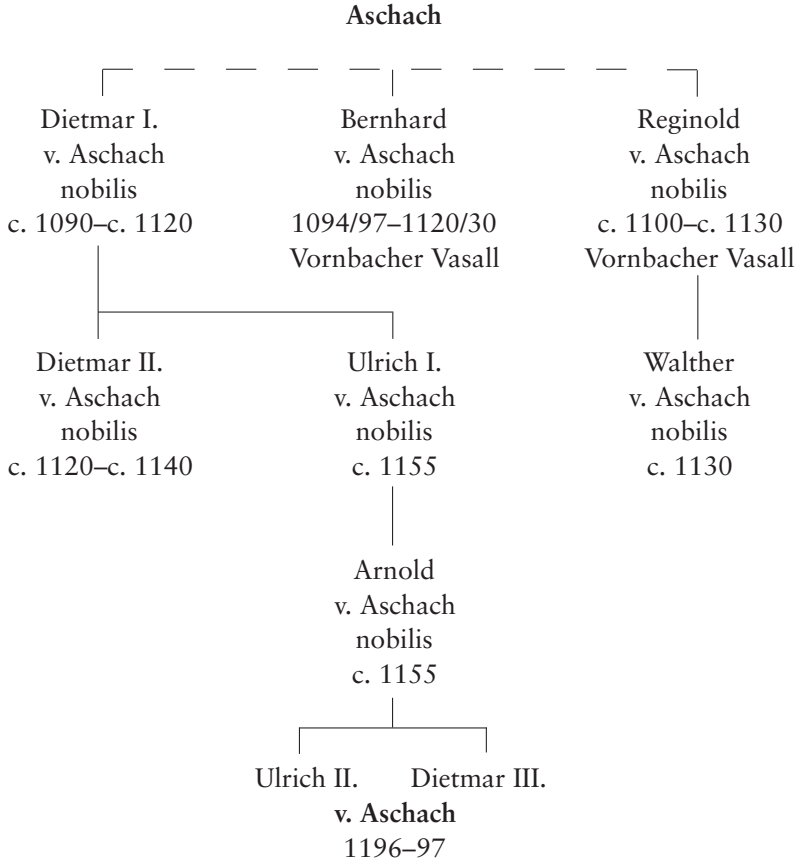 Aschach
Dietmar I.
v. Aschach
nobilis
c. 1090–c. 1120
Bernhard
v. Aschach
nobilis
1094/97–1120/30
Vornbacher Vasall
Reginold
v. Aschach
nobilis
c. 1100–c. 1130
Vornbacher Vasall
Dietmar II.
v. Aschach
nobilis
c. 1120–c. 1140
Ulrich I.
v. Aschach
nobilis
c. 1155
Walther
v. Aschach
nobilis
c. 1130
Arnold
v. Aschach
nobilis
c. 1155
Ulrich II. Dietmar III.
v. Aschach
1196–97